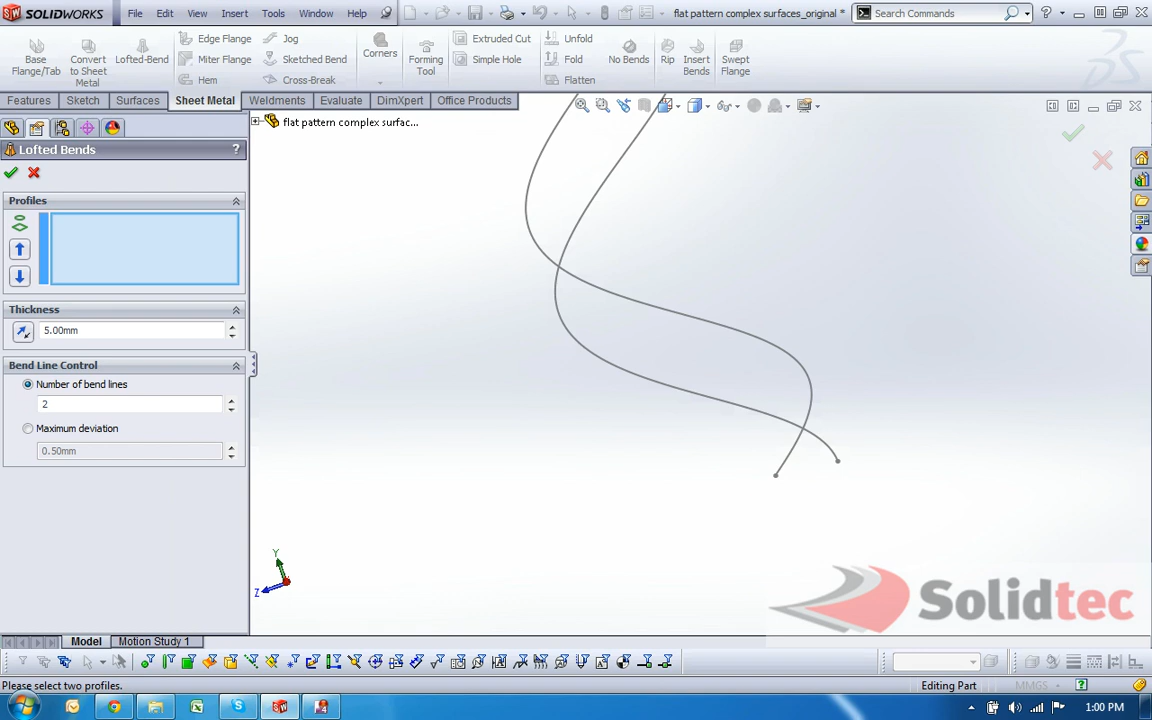 SOLIDWORKS File Edit View Insert Tools Window Help flat pattern complex surfaces_original * Search Commands
Base Flange/Tab
Convert to Sheet Metal
Lofted-Bend
Edge Flange
Miter Flange
Hem
Jog
Sketched Bend
Cross-Break
Corners
Forming Tool
Extruded Cut
Simple Hole
Unfold
Fold
Flatten
No Bends
Rip
Insert Bends
Swept Flange
Features Sketch Surfaces Sheet Metal Weldments Evaluate DimXpert Office Products
flat pattern complex surfac...
Lofted Bends ?
Profiles
Thickness
5.00mm
Bend Line Control
Number of bend lines
2
Maximum deviation
0.50mm
Y
Z
Solidtec
Model Motion Study 1
Please select two profiles. Editing Part MMGS
1:00 PM